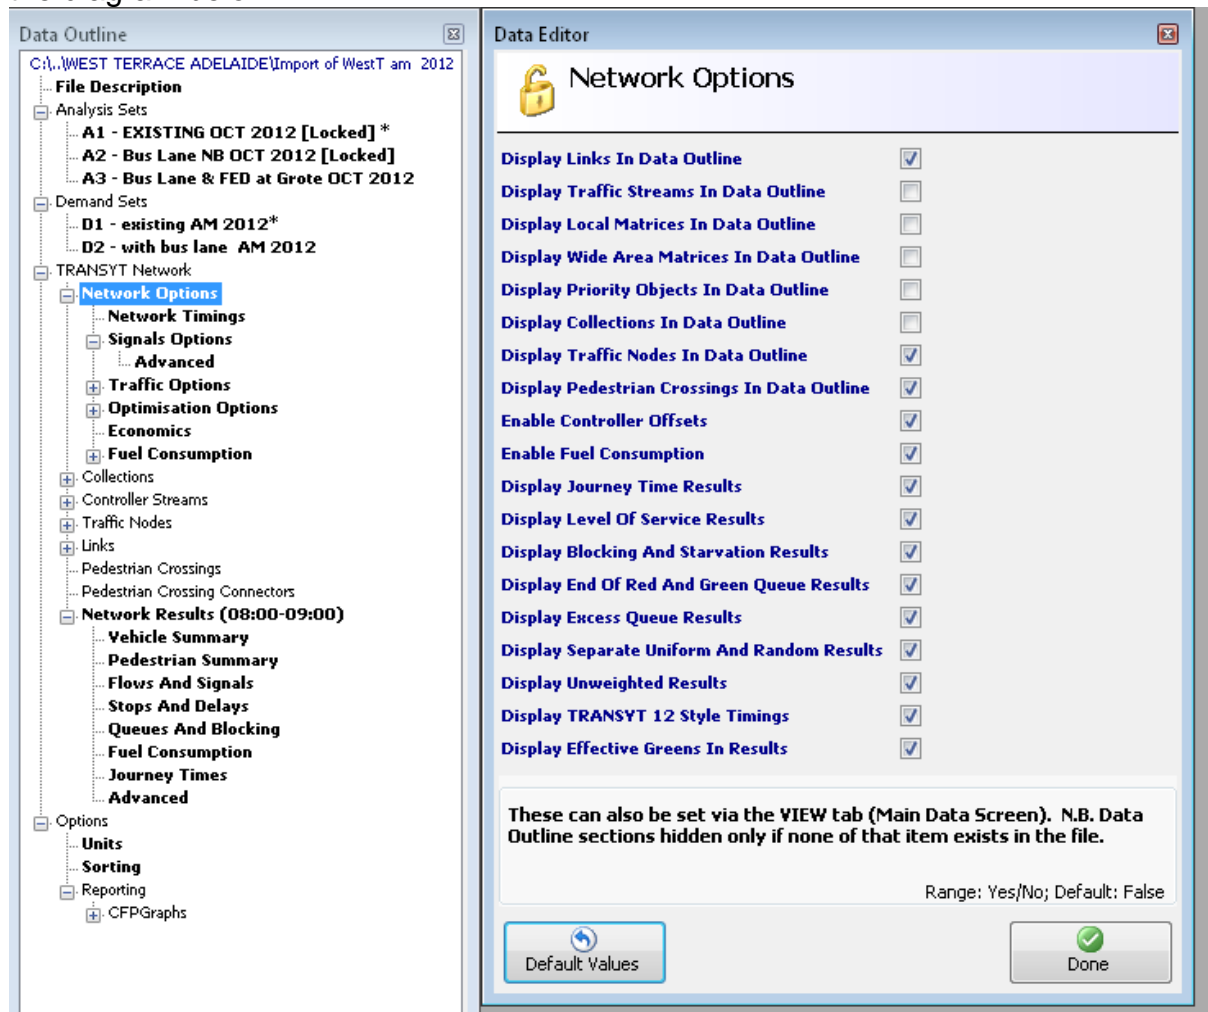 Data Outline
C:\..\WEST TERRACE ADELAIDE\Import of WestT am 2012
File Description
Analysis Sets
A1 - EXISTING OCT 2012 [Locked] *
A2 - Bus Lane NB OCT 2012 [Locked]
A3 - Bus Lane & FED at Grote OCT 2012
Demand Sets
D1 - existing AM 2012*
D2 - with bus lane AM 2012
TRANSYT Network
Network Options
Network Timings
Signals Options
Advanced
Traffic Options
Optimisation Options
Economics
Fuel Consumption
Collections
Controller Streams
Traffic Nodes
Links
Pedestrian Crossings
Pedestrian Crossing Connectors
Network Results (08:00-09:00)
Vehicle Summary
Pedestrian Summary
Flows And Signals
Stops And Delays
Queues And Blocking
Fuel Consumption
Journey Times
Advanced
Options
Units
Sorting
Reporting
CFPGraphs
Data Editor
Network Options
Display Links In Data Outline
Display Traffic Streams In Data Outline
Display Local Matrices In Data Outline
Display Wide Area Matrices In Data Outline
Display Priority Objects In Data Outline
Display Collections In Data Outline
Display Traffic Nodes In Data Outline
Display Pedestrian Crossings In Data Outline
Enable Controller Offsets
Enable Fuel Consumption
Display Journey Time Results
Display Level Of Service Results
Display Blocking And Starvation Results
Display End Of Red And Green Queue Results
Display Excess Queue Results
Display Separate Uniform And Random Results
Display Unweighted Results
Display TRANSYT 12 Style Timings
Display Effective Greens In Results
These can also be set via the VIEW tab (Main Data Screen). N.B. Data
Outline sections hidden only if none of that item exists in the file.
Range: Yes/No; Default: False
Default Values
Done